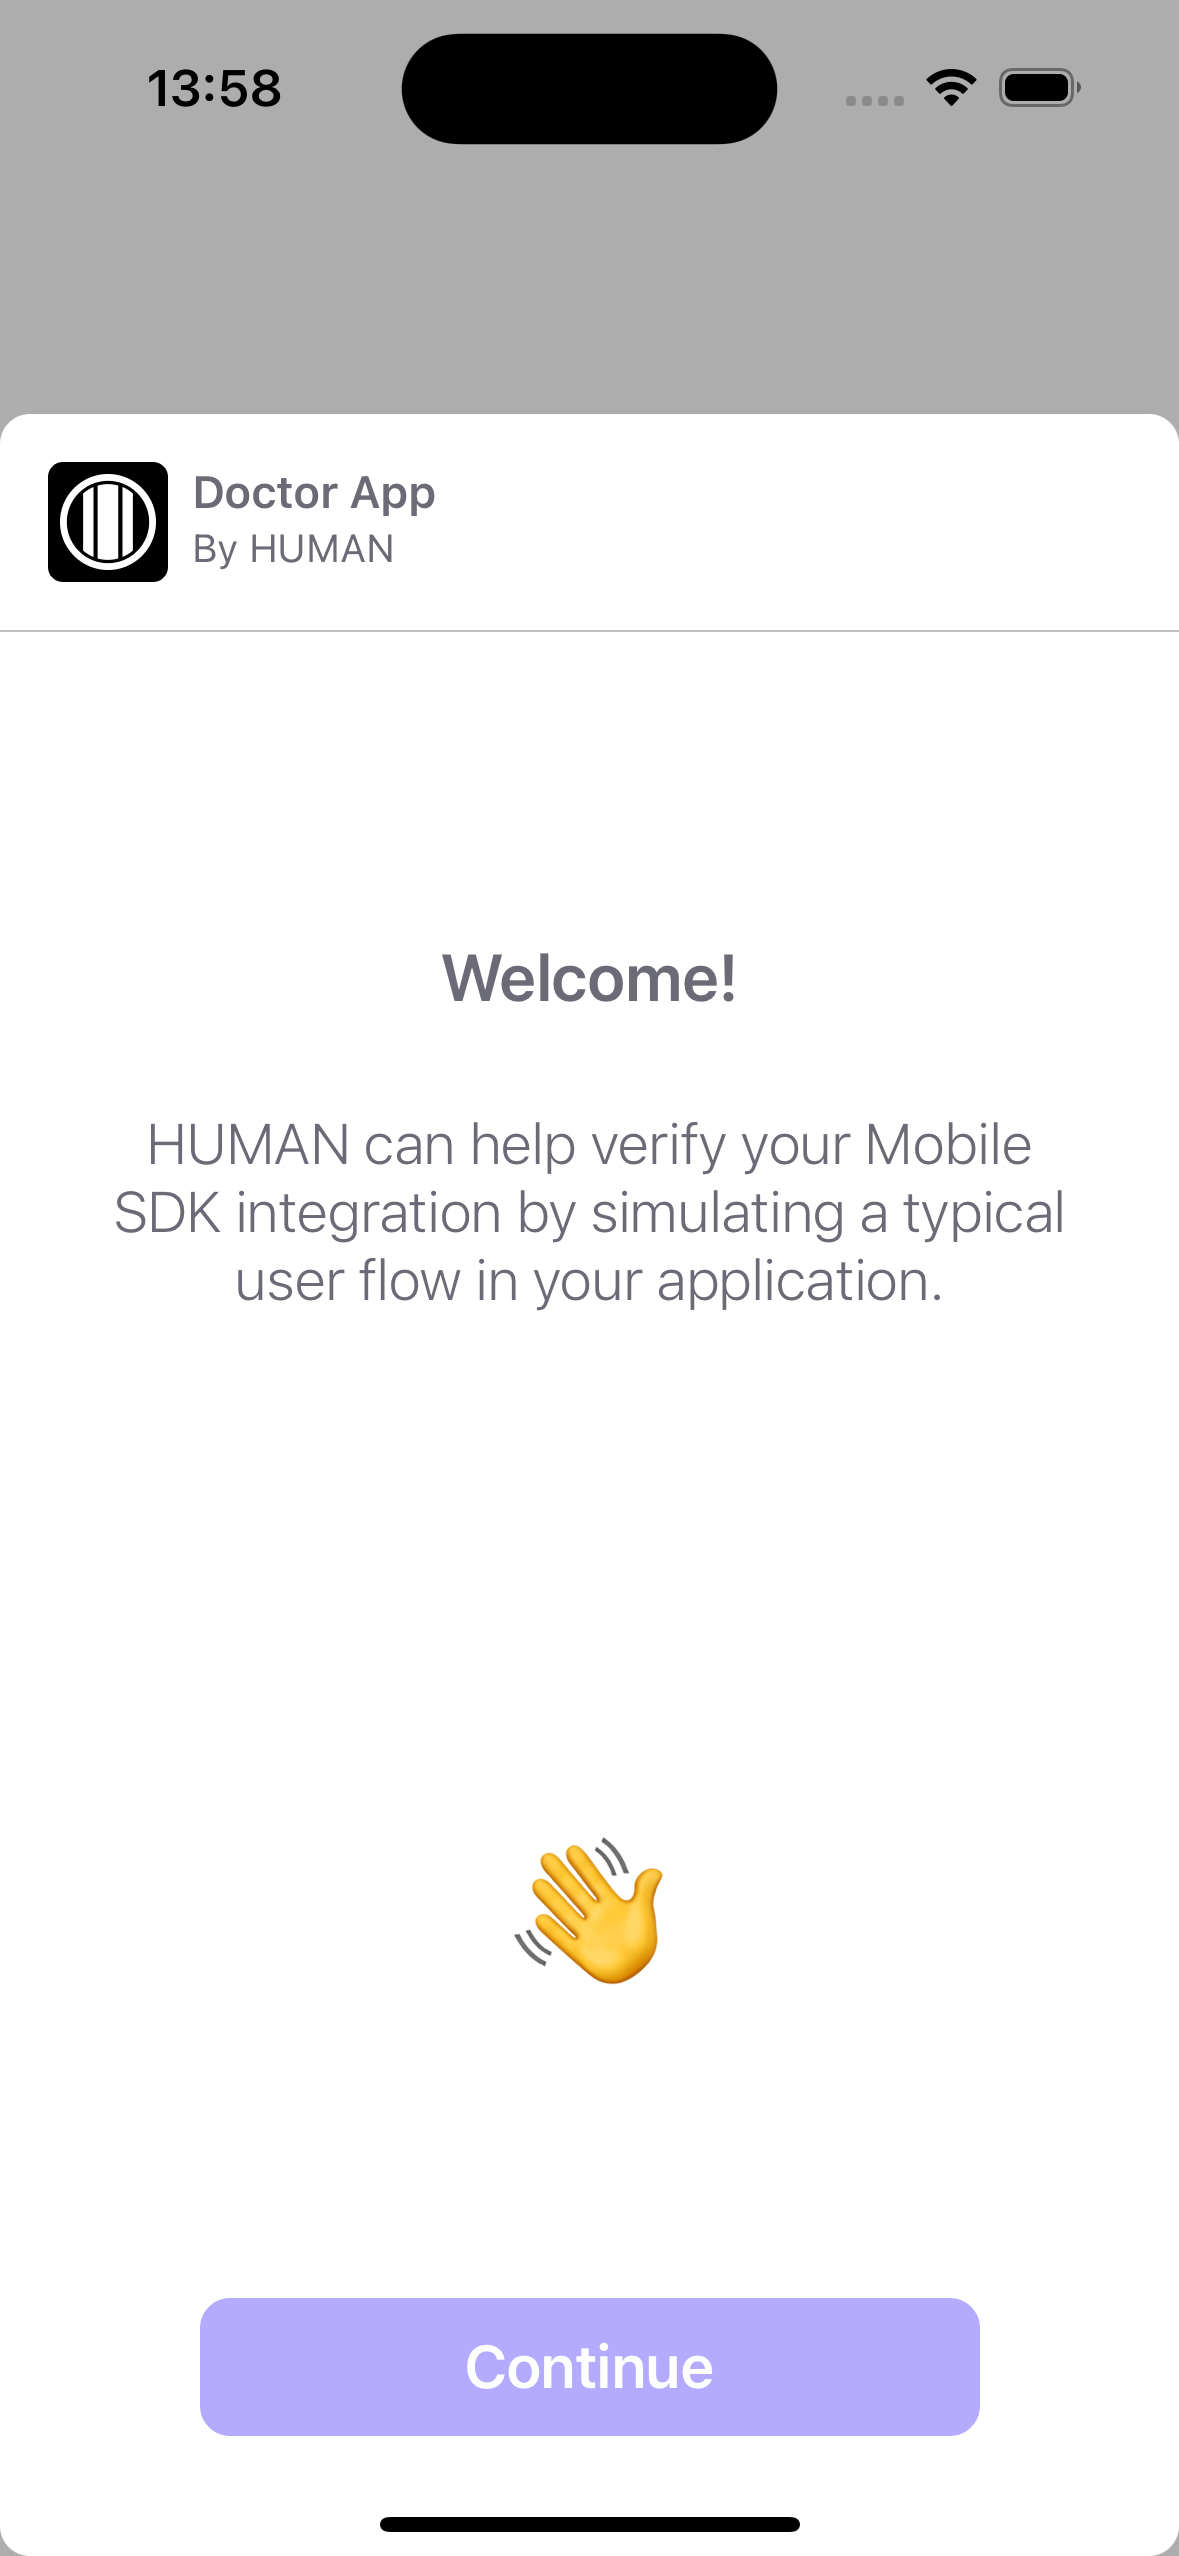 13:58
Doctor App
By HUMAN
Welcome!
HUMAN can help verify your Mobile
SDK integration by simulating a typical
user flow in your application.
Continue